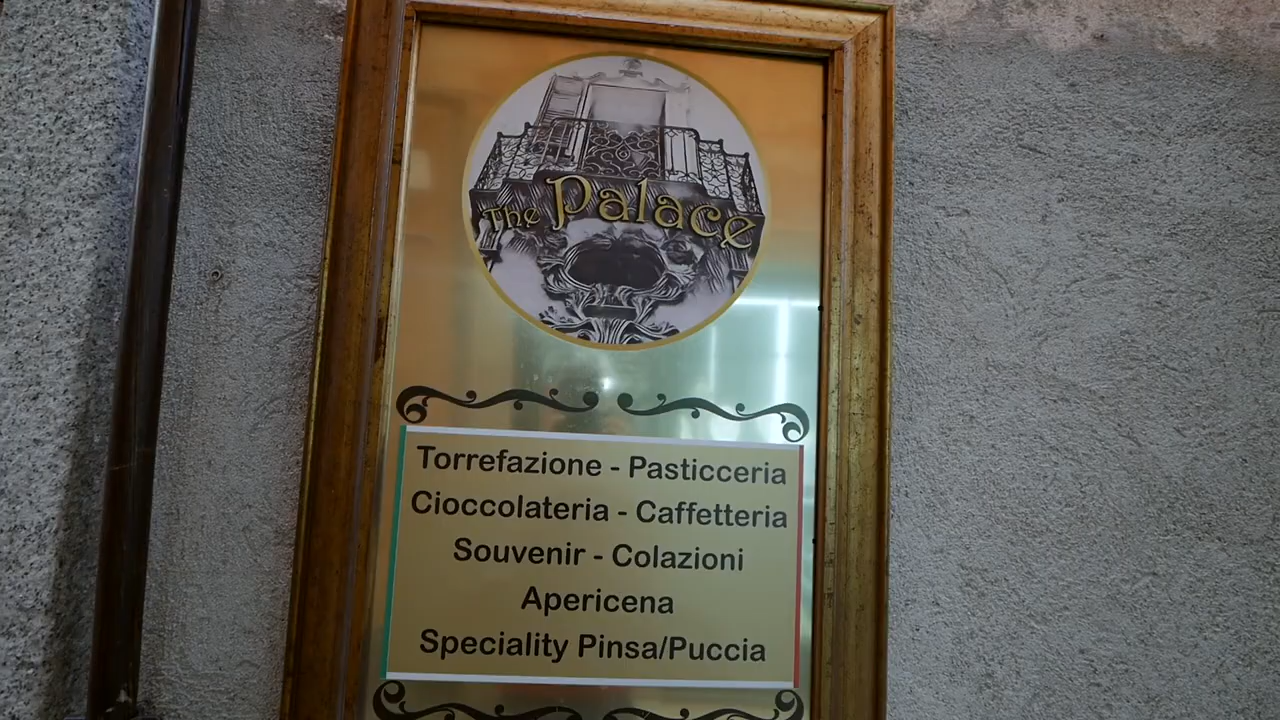 The Palace
Torrefazione - Pasticceria
Cioccolateria - Caffetteria
Souvenir - Colazioni
Apericena
Speciality Pinsa/Puccia